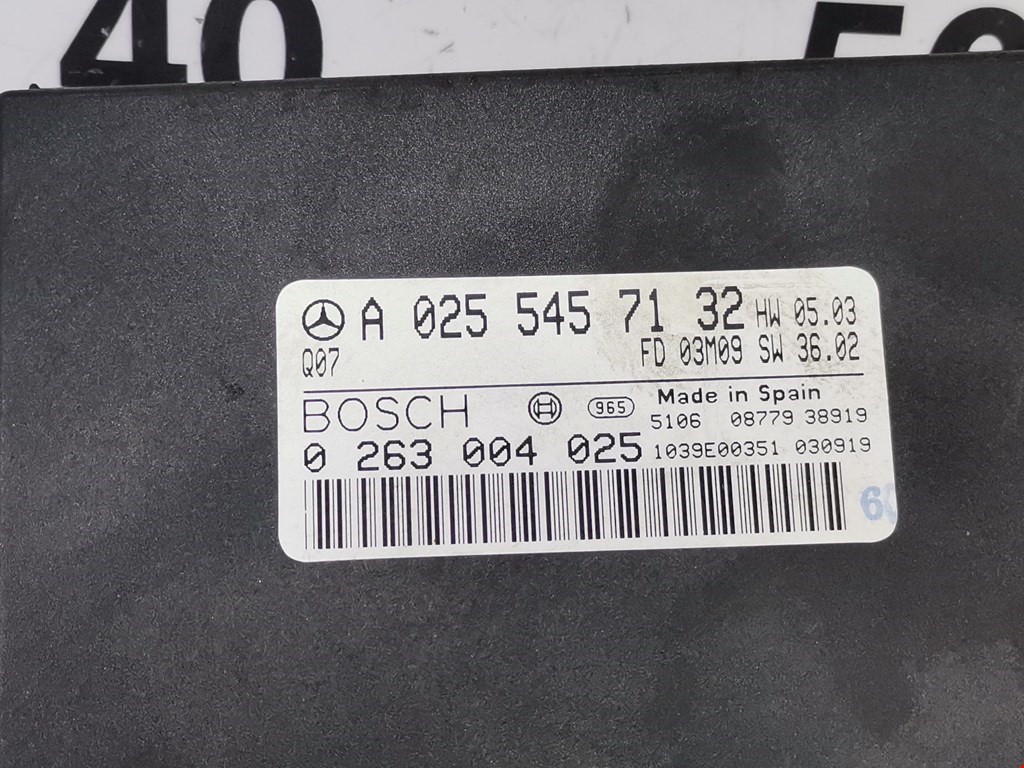 40
A 025 545 71 32 HW 05.03
Q07 FD 03M09 SW 36.02
BOSCH 965 Made in Spain
5106 08779 38919
0 263 004 025 1039E00351 030919